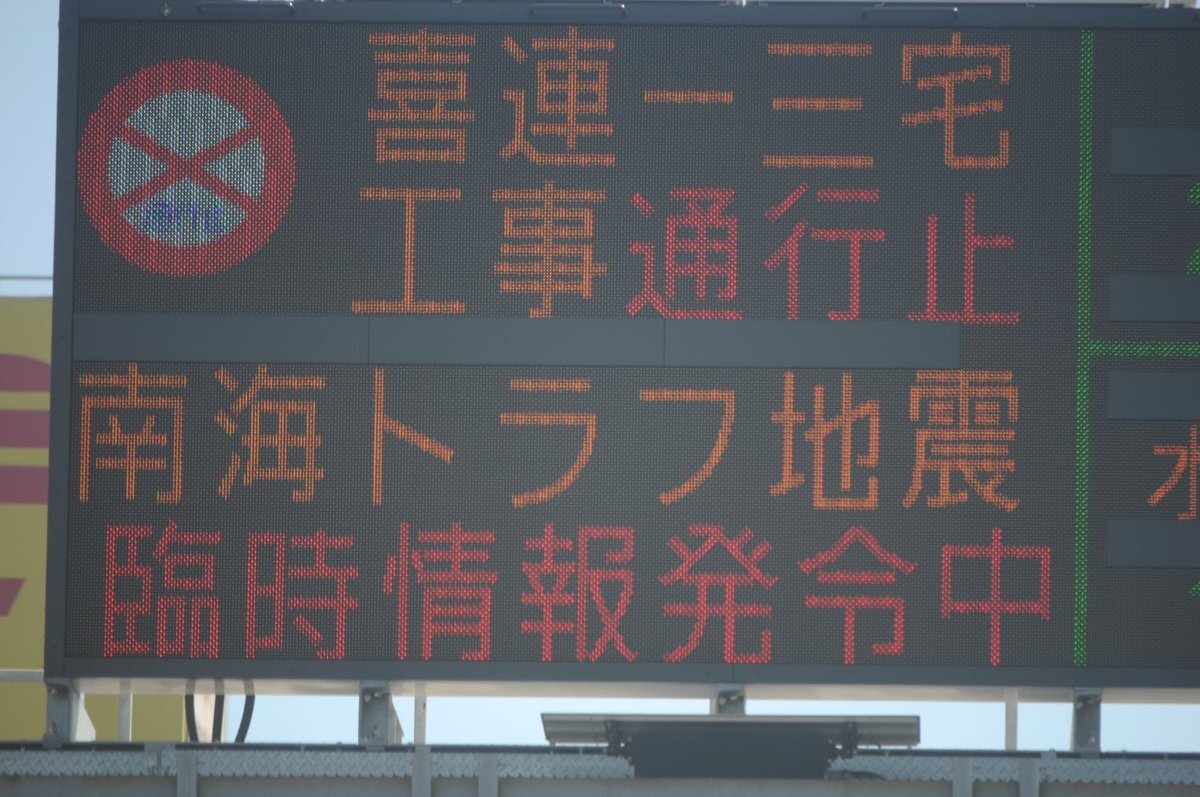 喜連ー三宅
工事通行止
南海トラフ地震
臨時情報発令中